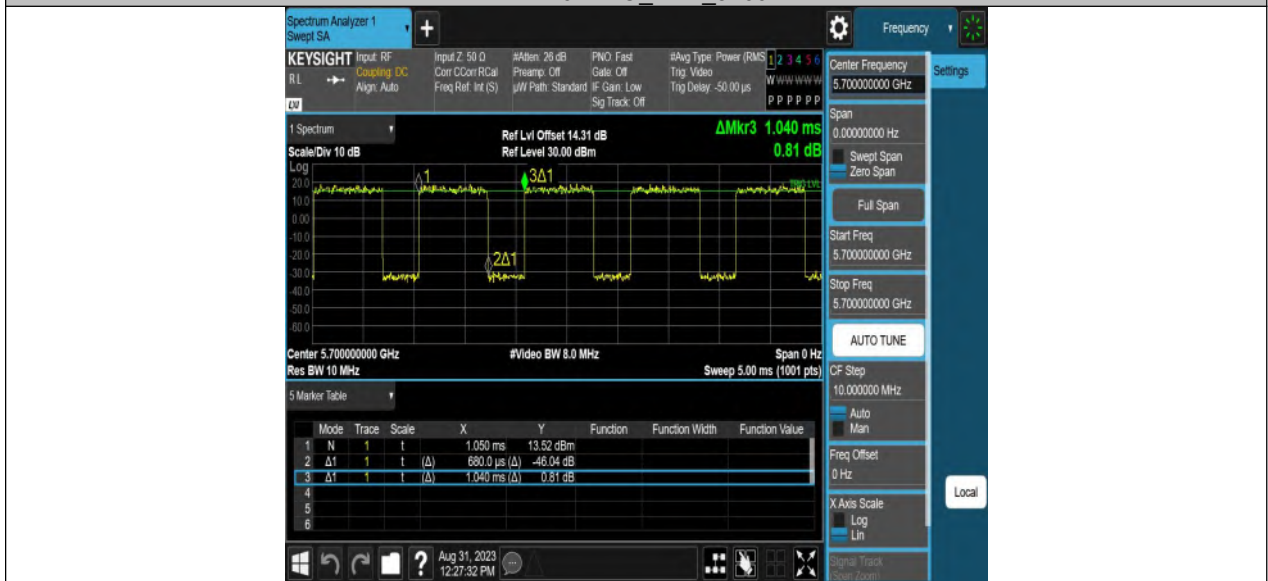 Spectrum Analyzer 1
Swept SA
+
Frequency
KEYSIGHT
RL
LXI
Input: RF
Coupling: DC
Align: Auto
Input Z: 50 Ω
Corr CCorr RCal
Freq Ref: Int (S)
#Atten: 26 dB
Preamp: Off
µW Path: Standard
PNO: Fast
Gate: Off
IF Gain: Low
Sig Track: Off
#Avg Type: Power (RMS
Trig: Video
Trig Delay: -50.00 µs
1 2 3 4 5 6
W W W W W W
P P P P P P
Center Frequency
5.700000000 GHz
Settings
1 Spectrum
Ref Lvl Offset 14.31 dB
ΔMkr3 1.040 ms
Scale/Div 10 dB
Ref Level 30.00 dBm
0.81 dB
Span
0.00000000 Hz
Swept Span
Zero Span
Full Span
Start Freq
5.700000000 GHz
Stop Freq
5.700000000 GHz
AUTO TUNE
Log
1
3Δ1
2Δ1
TRIG LVL
20.0
10.0
0.00
-10.0
-20.0
-30.0
-40.0
-50.0
-60.0
Center 5.700000000 GHz
#Video BW 8.0 MHz
Span 0 Hz
Res BW 10 MHz
Sweep 5.00 ms (1001 pts)
CF Step
10.000000 MHz
Auto
Man
Freq Offset
0 Hz
X Axis Scale
Log
Lin
Signal Track
(Span Zoom)
Local
5 Marker Table
Mode Trace Scale X Y Function Function Width Function Value
1 N 1 t 1.050 ms 13.52 dBm
2 Δ1 1 t (Δ) 680.0 µs (Δ) -46.04 dB
3 Δ1 1 t (Δ) 1.040 ms (Δ) 0.81 dB
4
5
6
?
Aug 31, 2023
12:27:32 PM